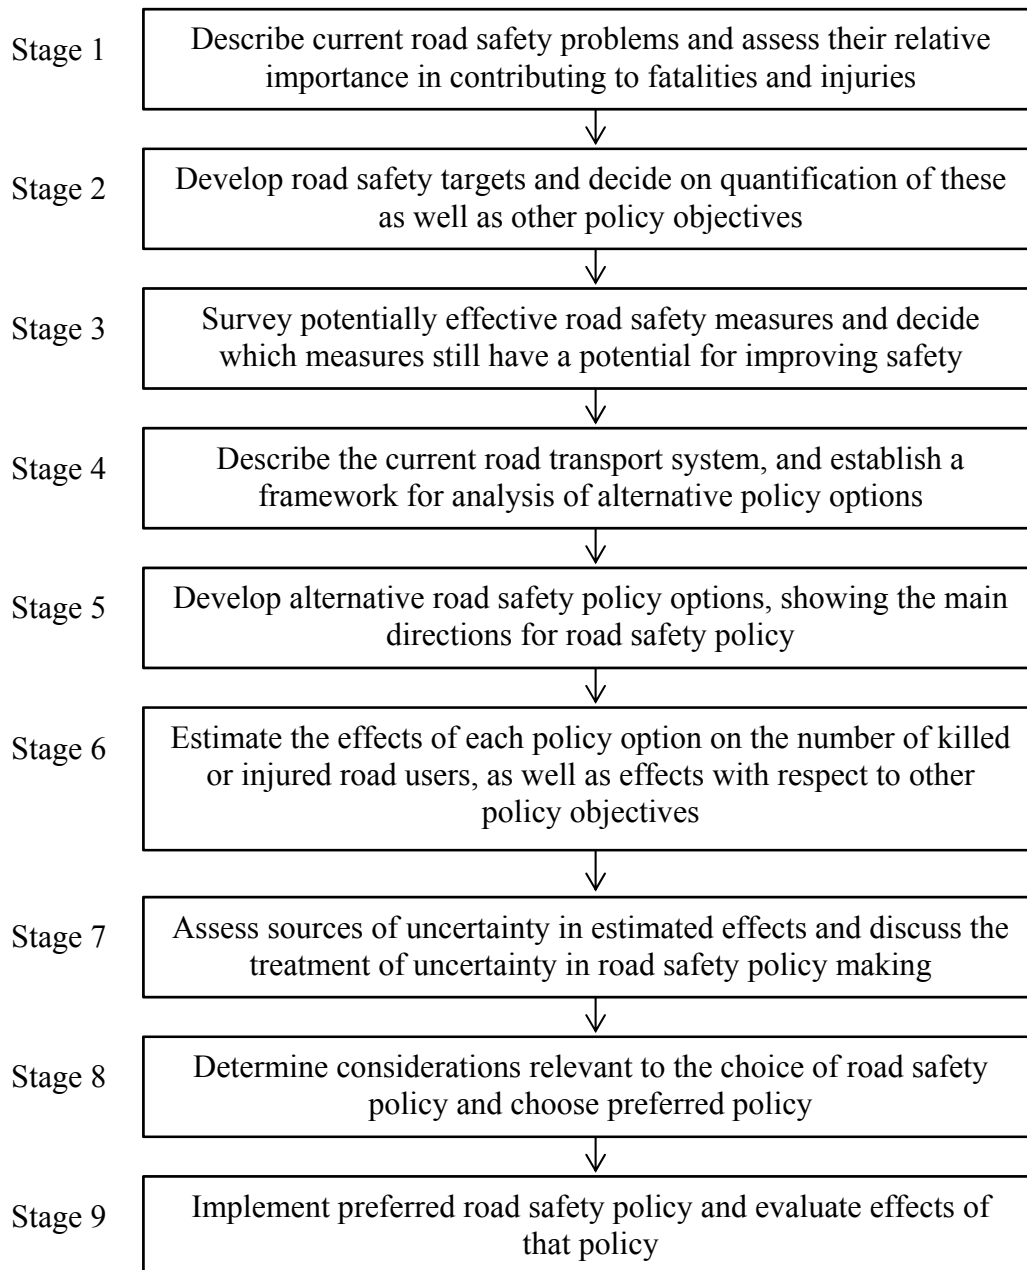 Stage 1
Describe current road safety problems and assess their relative
importance in contributing to fatalities and injuries
Stage 2
Develop road safety targets and decide on quantification of these
as well as other policy objectives
Stage 3
Survey potentially effective road safety measures and decide
which measures still have a potential for improving safety
Stage 4
Describe the current road transport system, and establish a
framework for analysis of alternative policy options
Stage 5
Develop alternative road safety policy options, showing the main
directions for road safety policy
Stage 6
Estimate the effects of each policy option on the number of killed
or injured road users, as well as effects with respect to other
policy objectives
Stage 7
Assess sources of uncertainty in estimated effects and discuss the
treatment of uncertainty in road safety policy making
Stage 8
Determine considerations relevant to the choice of road safety
policy and choose preferred policy
Stage 9
Implement preferred road safety policy and evaluate effects of
that policy